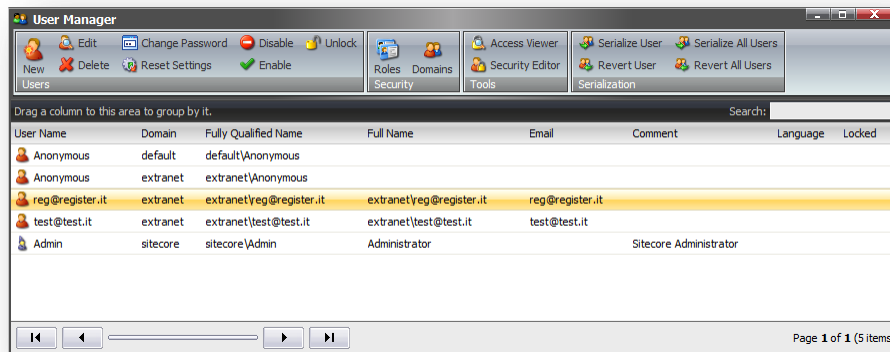 User Manager
Edit Change Password Disable Unlock Access Viewer Serialize User Serialize All Users
New Delete Reset Settings Enable Roles Domains Security Editor Revert User Revert All Users
Users Security Tools Serialization
Drag a column to this area to group by it. Search:
User Name Domain Fully Qualified Name Full Name Email Comment Language Locked
Anonymous default default\Anonymous
Anonymous extranet extranet\Anonymous
reg@register.it extranet extranet\reg@register.it extranet\reg@register.it reg@register.it
test@test.it extranet extranet\test@test.it extranet\test@test.it test@test.it
Admin sitecore sitecore\Admin Administrator Sitecore Administrator
Page 1 of 1 (5 items